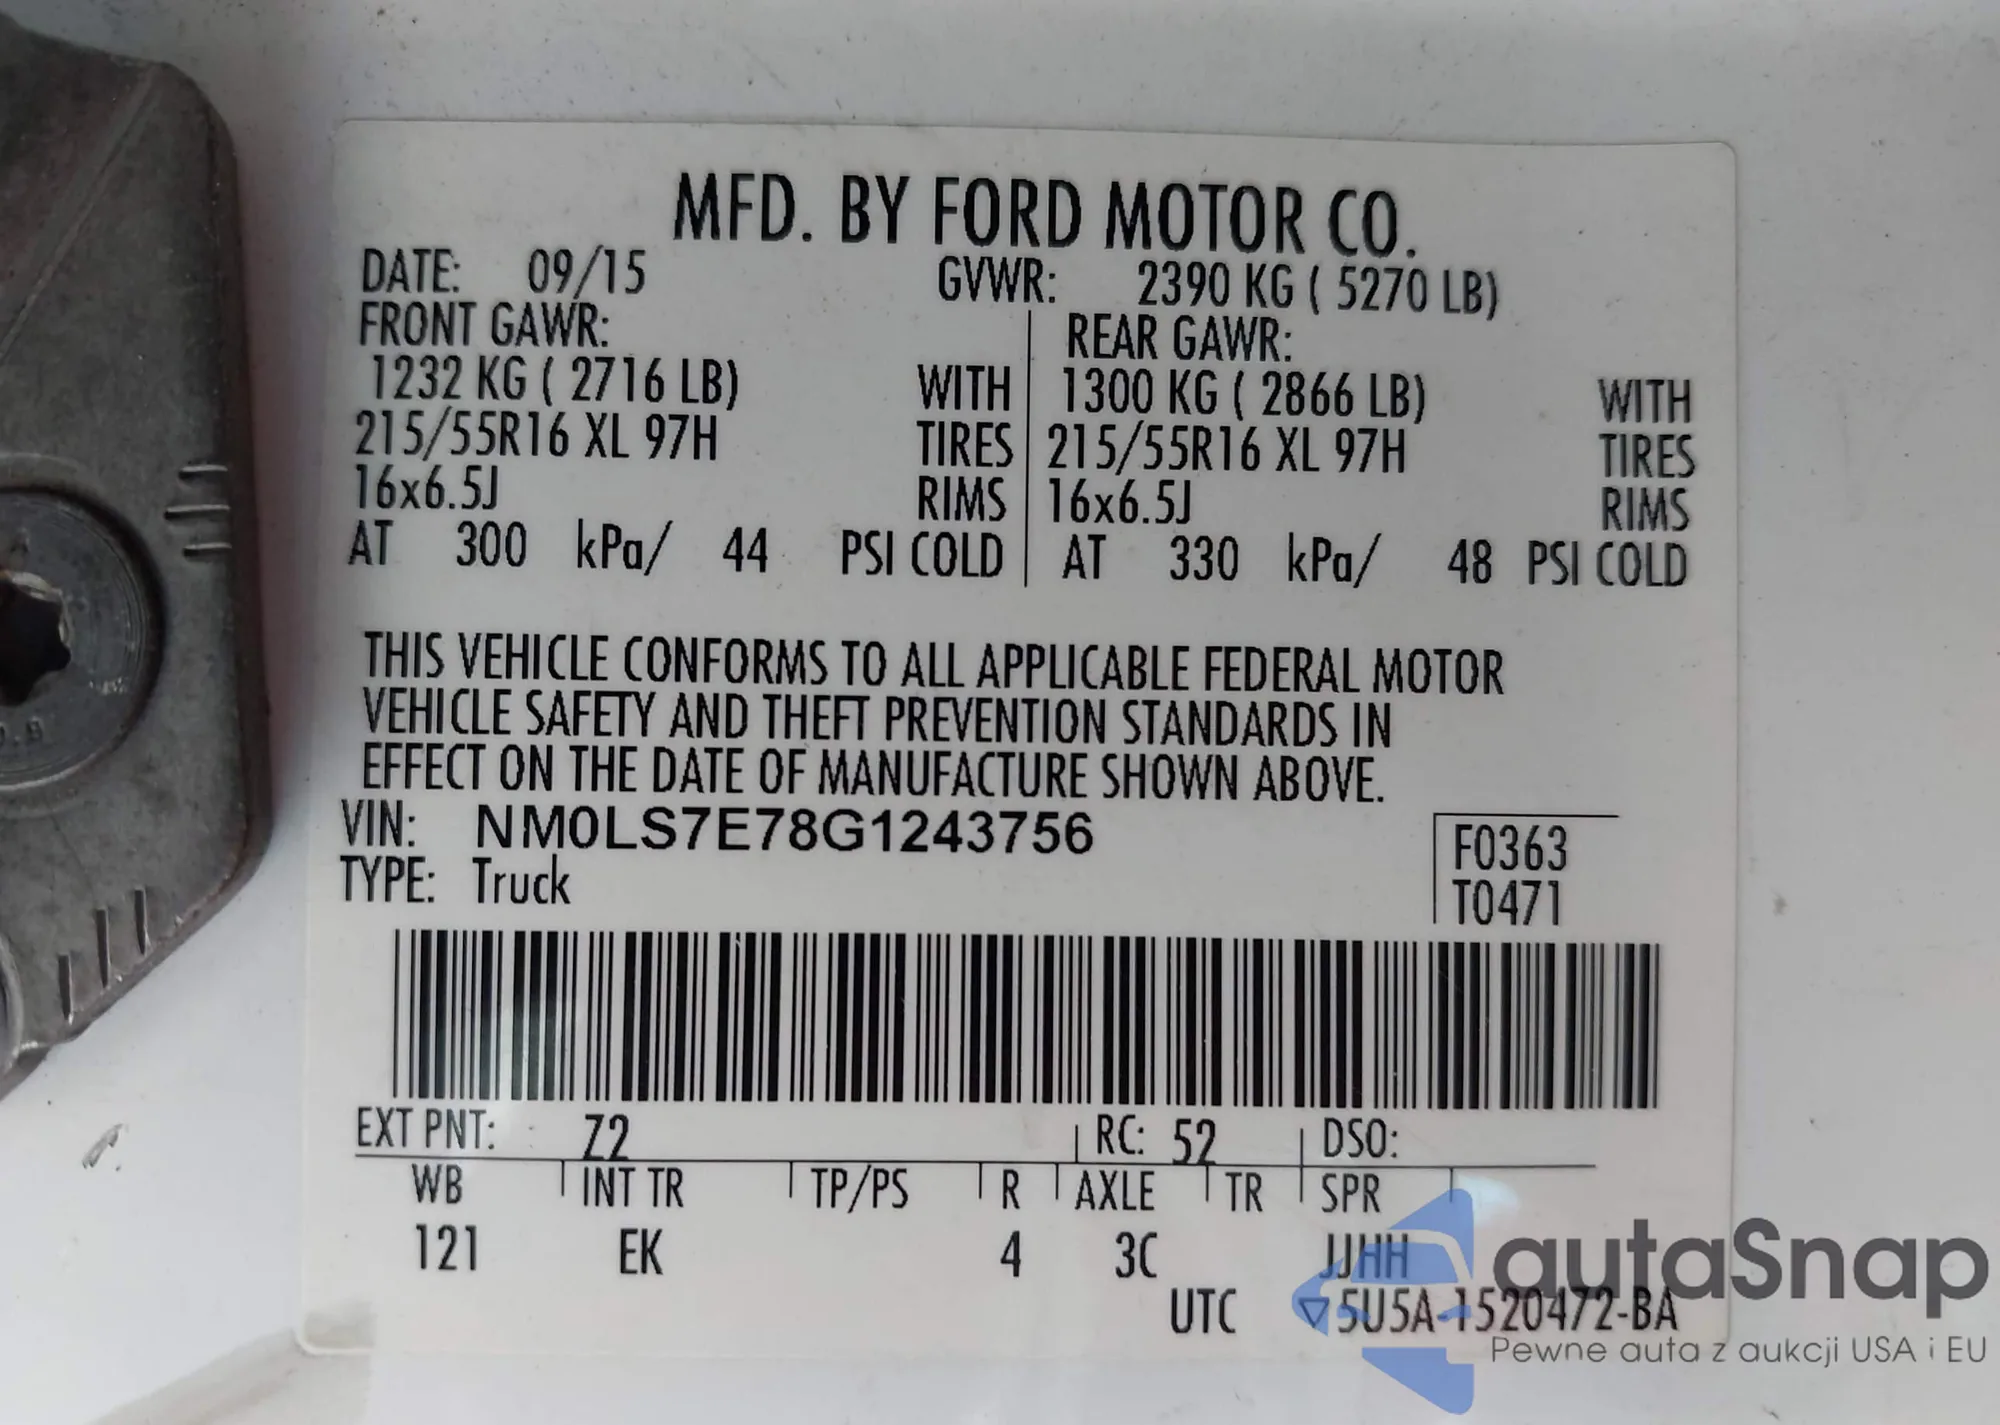 MFD. BY FORD MOTOR CO.
DATE: 09/15 GVWR: 2390 KG ( 5270 LB)
FRONT GAWR: REAR GAWR:
1232 KG ( 2716 LB) WITH 1300 KG ( 2866 LB) WITH
215/55R16 XL 97H TIRES 215/55R16 XL 97H TIRES
16x6.5J RIMS 16x6.5J RIMS
AT 300 kPa/ 44 PSI COLD AT 330 kPa/ 48 PSI COLD
THIS VEHICLE CONFORMS TO ALL APPLICABLE FEDERAL MOTOR
VEHICLE SAFETY AND THEFT PREVENTION STANDARDS IN
EFFECT ON THE DATE OF MANUFACTURE SHOWN ABOVE.
VIN: NM0LS7E78G1243756 F0363
TYPE: Truck T0471
EXT PNT: Z2 RC: 52 DSO:
WB INT TR TP/PS R AXLE TR SPR
121 EK 4 3C JJHH
UTC ▽5U5A-1520472-BA
autaSnap
Pewne auta z aukcji USA i EU